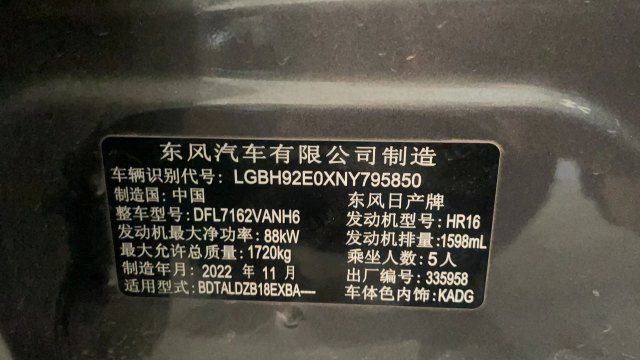 东风汽车有限公司制造
车辆识别代号: LGBH92E0XNY795850
制造国: 中国 东风日产牌
整车型号: DFL7162VANH6 发动机型号: HR16
发动机最大净功率: 88kW 发动机排量: 1598mL
最大允许总质量: 1720kg 乘坐人数: 5人
制造年月: 2022 年 11 月 出厂编号: 335958
适用型式: BDTALDZB18EXBA---- 车体色内饰: KADG